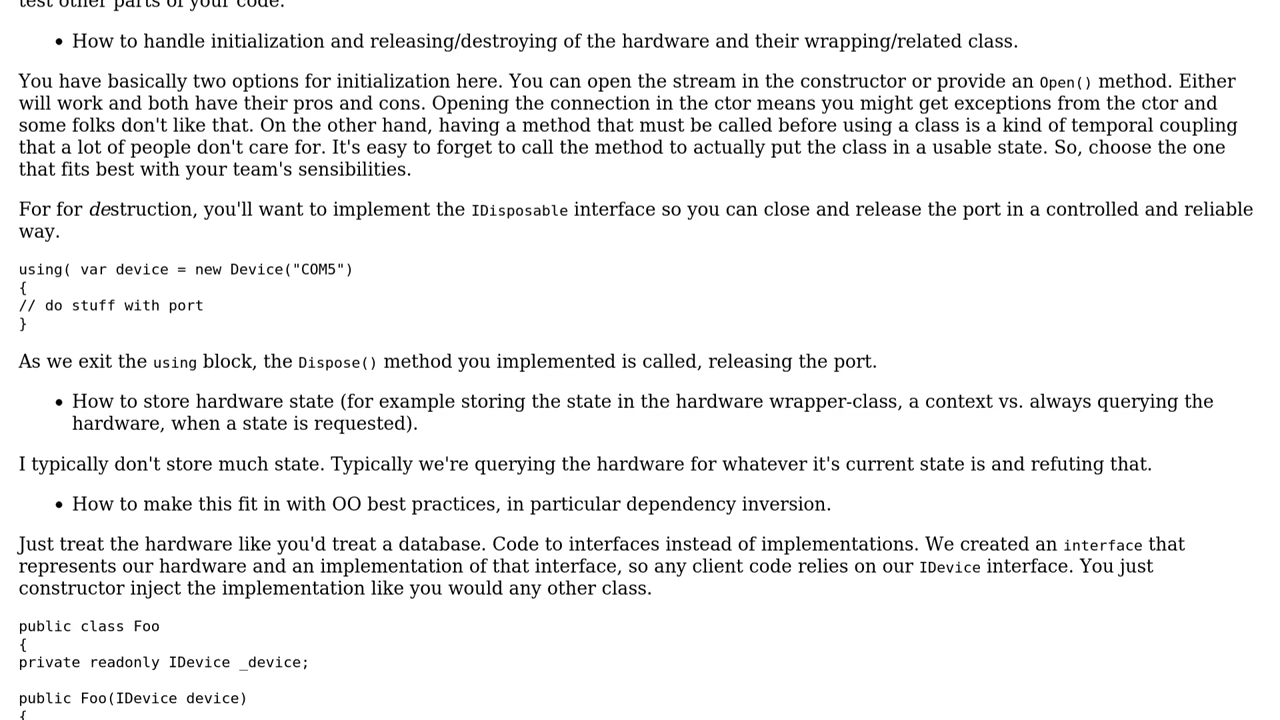 test other parts of your code.
• How to handle initialization and releasing/destroying of the hardware and their wrapping/related class.
You have basically two options for initialization here. You can open the stream in the constructor or provide an Open() method. Either
will work and both have their pros and cons. Opening the connection in the ctor means you might get exceptions from the ctor and
some folks don't like that. On the other hand, having a method that must be called before using a class is a kind of temporal coupling
that a lot of people don't care for. It's easy to forget to call the method to actually put the class in a usable state. So, choose the one
that fits best with your team's sensibilities.
For for destruction, you'll want to implement the IDisposable interface so you can close and release the port in a controlled and reliable
way.
using( var device = new Device("COM5")
{
// do stuff with port
}
As we exit the using block, the Dispose() method you implemented is called, releasing the port.
• How to store hardware state (for example storing the state in the hardware wrapper-class, a context vs. always querying the
hardware, when a state is requested).
I typically don't store much state. Typically we're querying the hardware for whatever it's current state is and refuting that.
• How to make this fit in with OO best practices, in particular dependency inversion.
Just treat the hardware like you'd treat a database. Code to interfaces instead of implementations. We created an interface that
represents our hardware and an implementation of that interface, so any client code relies on our IDevice interface. You just
constructor inject the implementation like you would any other class.
public class Foo
{
private readonly IDevice _device;
public Foo(IDevice device)
{